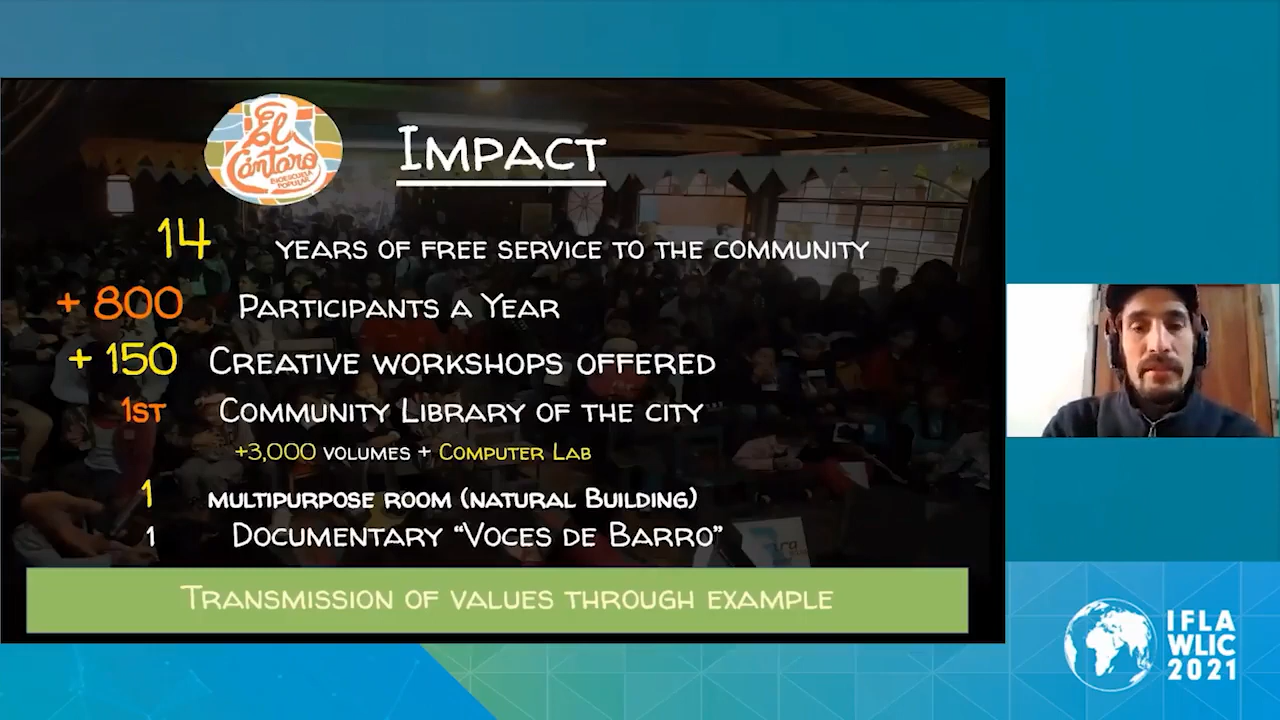 El
Cántaro
BIOESCUELA
POPULAR
IMPACT
14 YEARS OF FREE SERVICE TO THE COMMUNITY
+ 800 PARTICIPANTS A YEAR
+ 150 CREATIVE WORKSHOPS OFFERED
1ST COMMUNITY LIBRARY OF THE CITY
+3,000 VOLUMES + COMPUTER LAB
1 MULTIPURPOSE ROOM (NATURAL BUILDING)
1 DOCUMENTARY “VOCES DE BARRO”
TRANSMISSION OF VALUES THROUGH EXAMPLE
IFLA
WLIC
2021